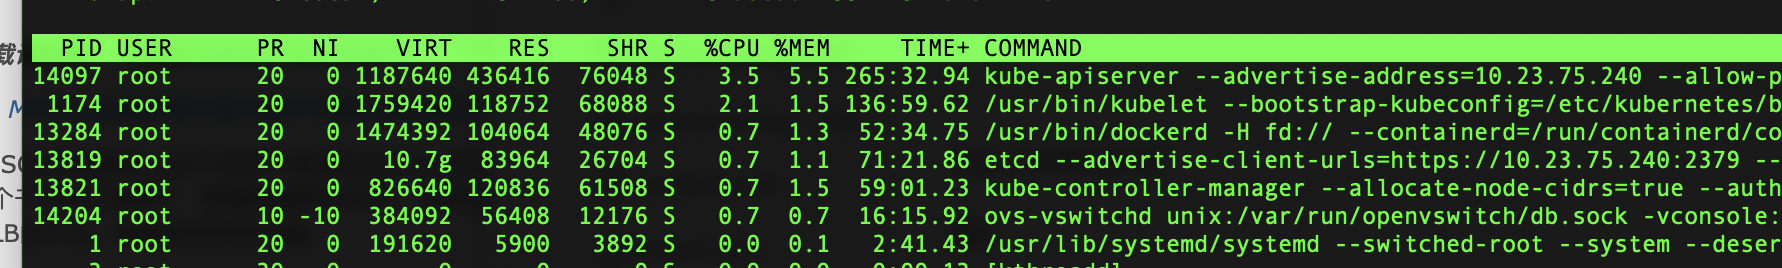 PID USER PR NI VIRT RES SHR S %CPU %MEM TIME+ COMMAND
14097 root 20 0 1187640 436416 76048 S 3.5 5.5 265:32.94 kube-apiserver --advertise-address=10.23.75.240 --allow-p
1174 root 20 0 1759420 118752 68088 S 2.1 1.5 136:59.62 /usr/bin/kubelet --bootstrap-kubeconfig=/etc/kubernetes/b
13284 root 20 0 1474392 104064 48076 S 0.7 1.3 52:34.75 /usr/bin/dockerd -H fd:// --containerd=/run/containerd/co
13819 root 20 0 10.7g 83964 26704 S 0.7 1.1 71:21.86 etcd --advertise-client-urls=https://10.23.75.240:2379 --
13821 root 20 0 826640 120836 61508 S 0.7 1.5 59:01.23 kube-controller-manager --allocate-node-cidrs=true --auth
14204 root 10 -10 384092 56408 12176 S 0.7 0.7 16:15.92 ovs-vswitchd unix:/var/run/openvswitch/db.sock -vconsole:
1 root 20 0 191620 5900 3892 S 0.0 0.1 2:41.43 /usr/lib/systemd/systemd --switched-root --system --deser